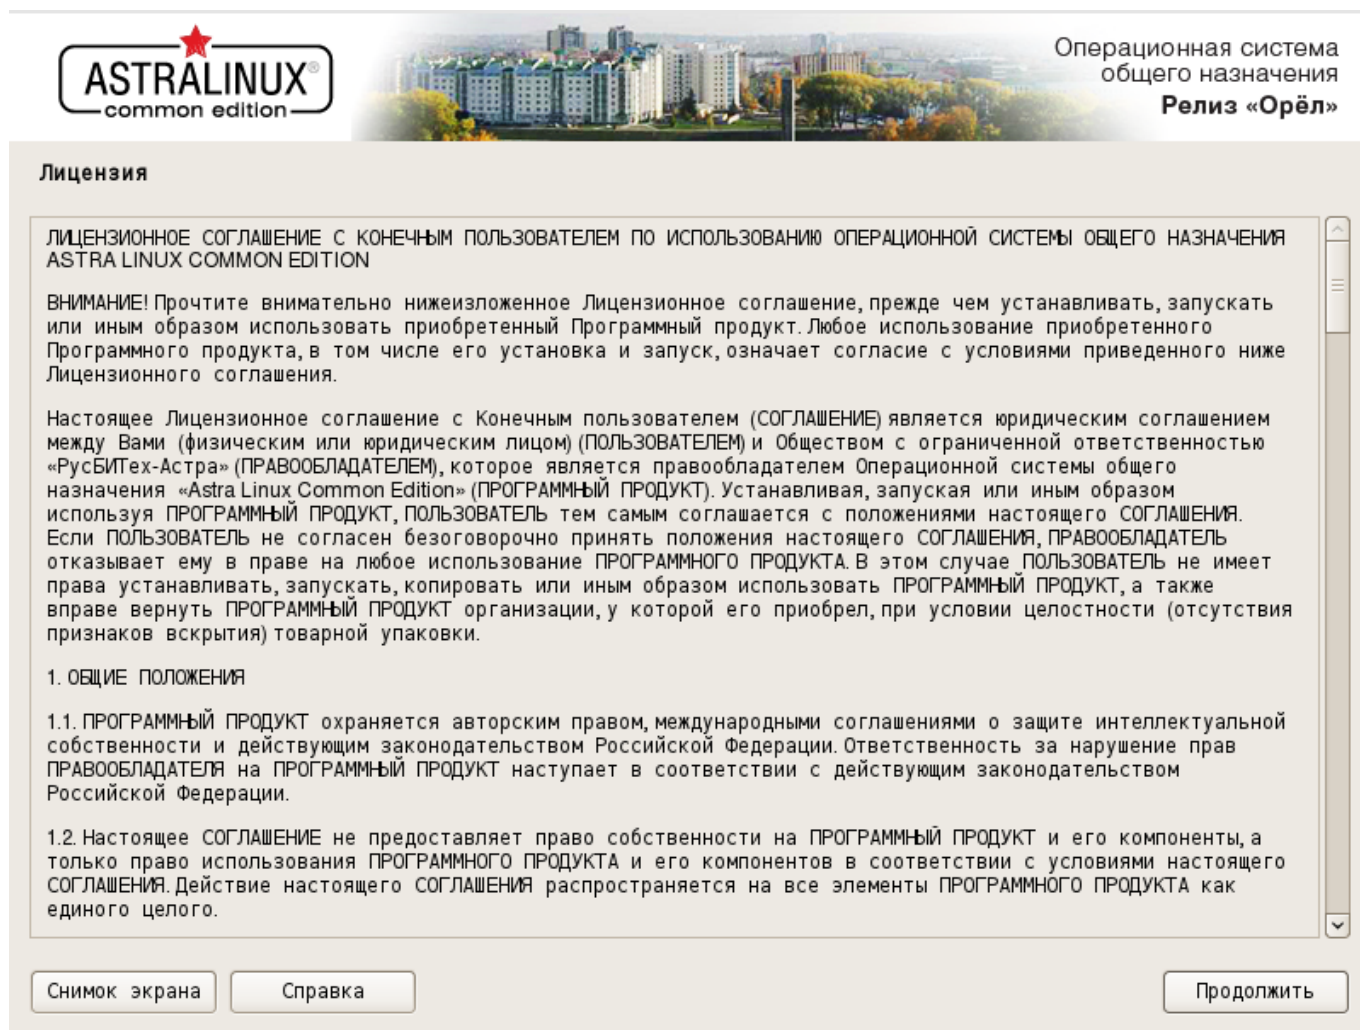 ASTRALINUX®
common edition
Операционная система
общего назначения
Релиз «Орёл»
Лицензия
ЛИЦЕНЗИОННОЕ СОГЛАШЕНИЕ С КОНЕЧНЫМ ПОЛЬЗОВАТЕЛЕМ ПО ИСПОЛЬЗОВАНИЮ ОПЕРАЦИОННОЙ СИСТЕМЫ ОБЩЕГО НАЗНАЧЕНИЯ
ASTRA LINUX COMMON EDITION
ВНИМАНИЕ! Прочтите внимательно нижеизложенное Лицензионное соглашение, прежде чем устанавливать, запускать
или иным образом использовать приобретенный Программный продукт. Любое использование приобретенного
Программного продукта, в том числе его установка и запуск, означает согласие с условиями приведенного ниже
Лицензионного соглашения.
Настоящее Лицензионное соглашение с Конечным пользователем (СОГЛАШЕНИЕ) является юридическим соглашением
между Вами (физическим или юридическим лицом) (ПОЛЬЗОВАТЕЛЕМ) и Обществом с ограниченной ответственностью
«РусБИТех-Астра» (ПРАВООБЛАДАТЕЛЕМ), которое является правообладателем Операционной системы общего
назначения «Astra Linux Common Edition» (ПРОГРАММНЫЙ ПРОДУКТ). Устанавливая, запуская или иным образом
используя ПРОГРАММНЫЙ ПРОДУКТ, ПОЛЬЗОВАТЕЛЬ тем самым соглашается с положениями настоящего СОГЛАШЕНИЯ.
Если ПОЛЬЗОВАТЕЛЬ не согласен безоговорочно принять положения настоящего СОГЛАШЕНИЯ, ПРАВООБЛАДАТЕЛЬ
отказывает ему в праве на любое использование ПРОГРАММНОГО ПРОДУКТА. В этом случае ПОЛЬЗОВАТЕЛЬ не имеет
права устанавливать, запускать, копировать или иным образом использовать ПРОГРАММНЫЙ ПРОДУКТ, а также
вправе вернуть ПРОГРАММНЫЙ ПРОДУКТ организации, у которой его приобрел, при условии целостности (отсутствия
признаков вскрытия) товарной упаковки.
1. ОБЩИЕ ПОЛОЖЕНИЯ
1.1. ПРОГРАММНЫЙ ПРОДУКТ охраняется авторским правом, международными соглашениями о защите интеллектуальной
собственности и действующим законодательством Российской Федерации. Ответственность за нарушение прав
ПРАВООБЛАДАТЕЛЯ на ПРОГРАММНЫЙ ПРОДУКТ наступает в соответствии с действующим законодательством
Российской Федерации.
1.2. Настоящее СОГЛАШЕНИЕ не предоставляет право собственности на ПРОГРАММНЫЙ ПРОДУКТ и его компоненты, а
только право использования ПРОГРАММНОГО ПРОДУКТА и его компонентов в соответствии с условиями настоящего
СОГЛАШЕНИЯ. Действие настоящего СОГЛАШЕНИЯ распространяется на все элементы ПРОГРАММНОГО ПРОДУКТА как
единого целого.
Снимок экрана
Справка
Продолжить